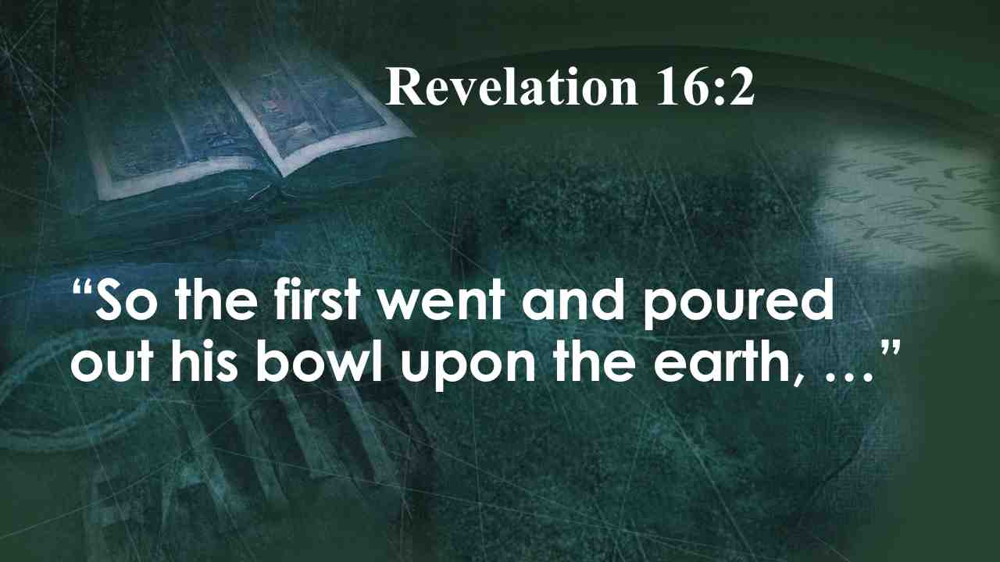 Revelation 16:2
“So the first went and poured
out his bowl upon the earth, …”